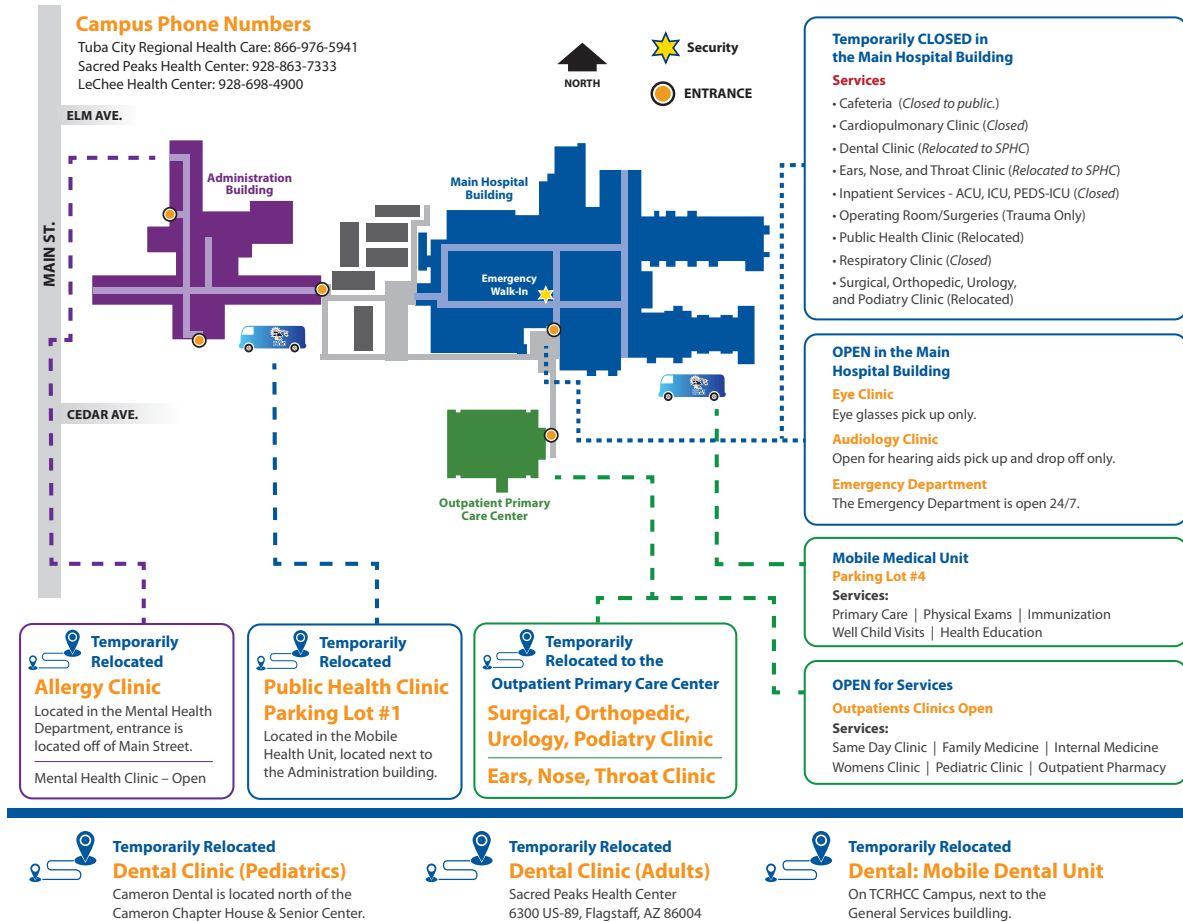 Campus Phone Numbers
Tuba City Regional Health Care: 866-976-5941
Sacred Peaks Health Center: 928-863-7333
LeChee Health Center: 928-698-4900
ELM AVE.
MAIN ST.
CEDAR AVE.
NORTH
Security
ENTRANCE
Administration
Building
Main Hospital
Building
Emergency
Walk-In
Outpatient Primary
Care Center
Temporarily CLOSED in
the Main Hospital Building
Services
• Cafeteria (Closed to public.)
• Cardiopulmonary Clinic (Closed)
• Dental Clinic (Relocated to SPHC)
• Ears, Nose, and Throat Clinic (Relocated to SPHC)
• Inpatient Services - ACU, ICU, PEDS-ICU (Closed)
• Operating Room/Surgeries (Trauma Only)
• Public Health Clinic (Relocated)
• Respiratory Clinic (Closed)
• Surgical, Orthopedic, Urology,
and Podiatry Clinic (Relocated)
OPEN in the Main
Hospital Building
Eye Clinic
Eye glasses pick up only.
Audiology Clinic
Open for hearing aids pick up and drop off only.
Emergency Department
The Emergency Department is open 24/7.
Mobile Medical Unit
Parking Lot #4
Services:
Primary Care | Physical Exams | Immunization
Well Child Visits | Health Education
OPEN for Services
Outpatients Clinics Open
Services:
Same Day Clinic | Family Medicine | Internal Medicine
Womens Clinic | Pediatric Clinic | Outpatient Pharmacy
Temporarily
Relocated
Allergy Clinic
Located in the Mental Health
Department, entrance is
located off of Main Street.
Mental Health Clinic – Open
Temporarily
Relocated
Public Health Clinic
Parking Lot #1
Located in the Mobile
Health Unit, located next to
the Administration building.
Temporarily
Relocated to the
Outpatient Primary Care Center
Surgical, Orthopedic,
Urology, Podiatry Clinic
Ears, Nose, Throat Clinic
Temporarily Relocated
Dental Clinic (Pediatrics)
Cameron Dental is located north of the
Cameron Chapter House & Senior Center.
Temporarily Relocated
Dental Clinic (Adults)
Sacred Peaks Health Center
6300 US-89, Flagstaff, AZ 86004
Temporarily Relocated
Dental: Mobile Dental Unit
On TCRHCC Campus, next to the
General Services buillding.